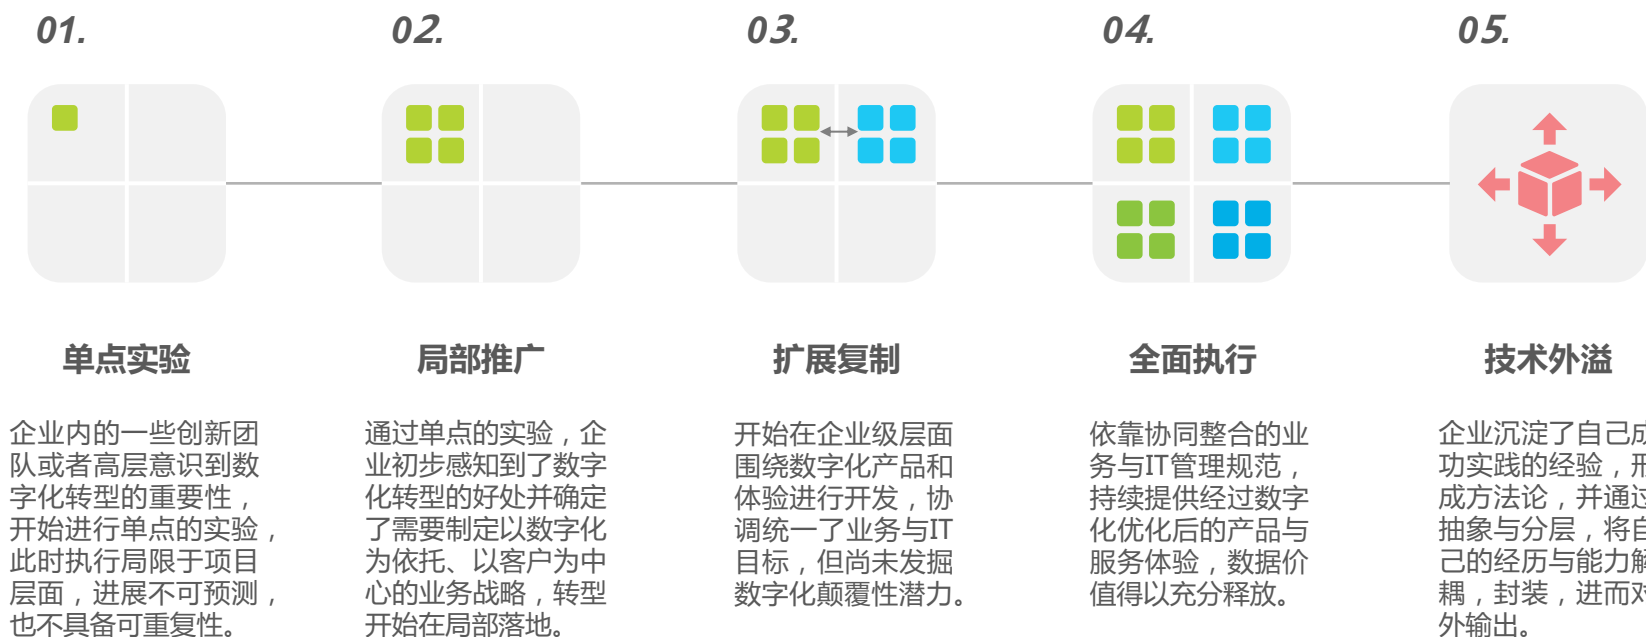 01.
02.
03.
04.
05.
单点实验
企业内的一些创新团
队或者高层意识到数
字化转型的重要性，
开始进行单点的实验，
此时执行局限于项目
层面，进展不可预测，
也不具备可重复性。
局部推广
通过单点的实验，企
业初步感知到了数字
化转型的好处并确定
了需要制定以数字化
为依托、以客户为中
心的业务战略，转型
开始在局部落地。
扩展复制
开始在企业级层面
围绕数字化产品和
体验进行开发，协
调统一了业务与IT
目标，但尚未发掘
数字化颠覆性潜力。
全面执行
依靠协同整合的业
务与IT管理规范，
持续提供经过数字
化优化后的产品与
服务体验，数据价
值得以充分释放。
技术外溢
企业沉淀了自己成
功实践的经验，形
成方法论，并通过
抽象与分层，将自
己的经历与能力解
耦，封装，进而对
外输出。